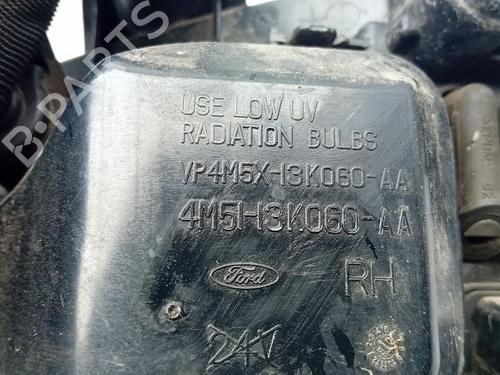 USE LOW UV
RADIATION BULBS
VP4M5X-13K060-AA
4M51-13K060-AA
Ford
RH
24V
B-PARTS